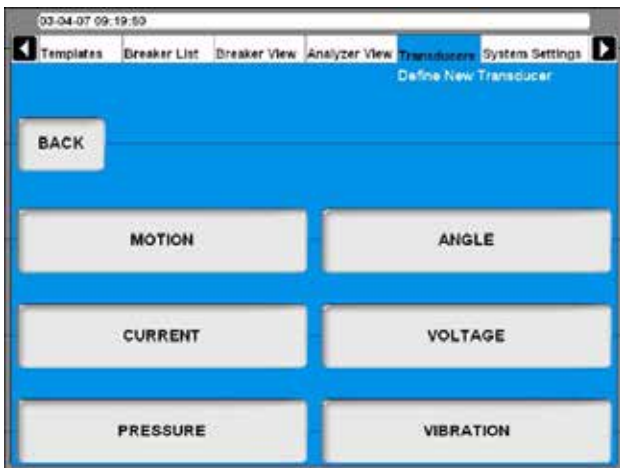 03-04-07 09:19:50
Templates Breaker List Breaker View Analyzer View Transducers System Settings
Define New Transducer
BACK
MOTION ANGLE
CURRENT VOLTAGE
PRESSURE VIBRATION